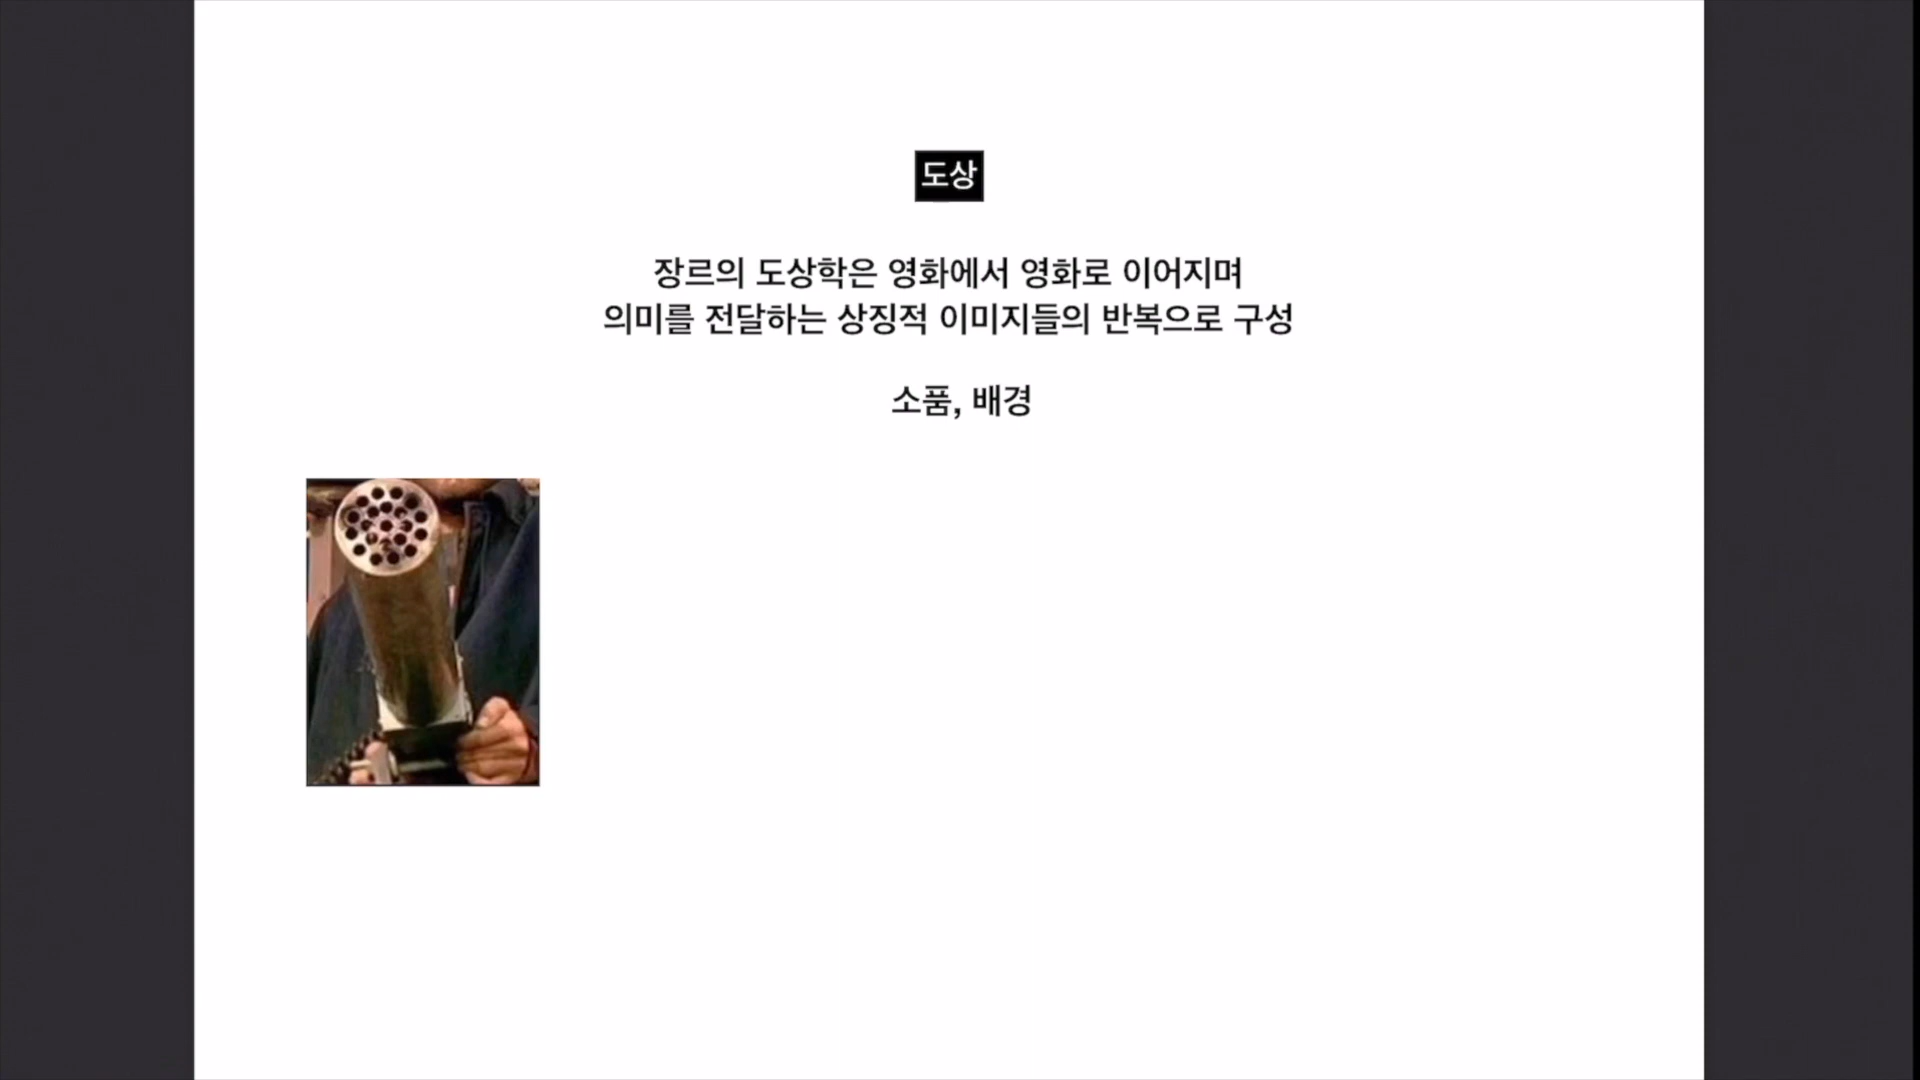 도상
장르의 도상학은 영화에서 영화로 이어지며
의미를 전달하는 상징적 이미지들의 반복으로 구성
소품, 배경